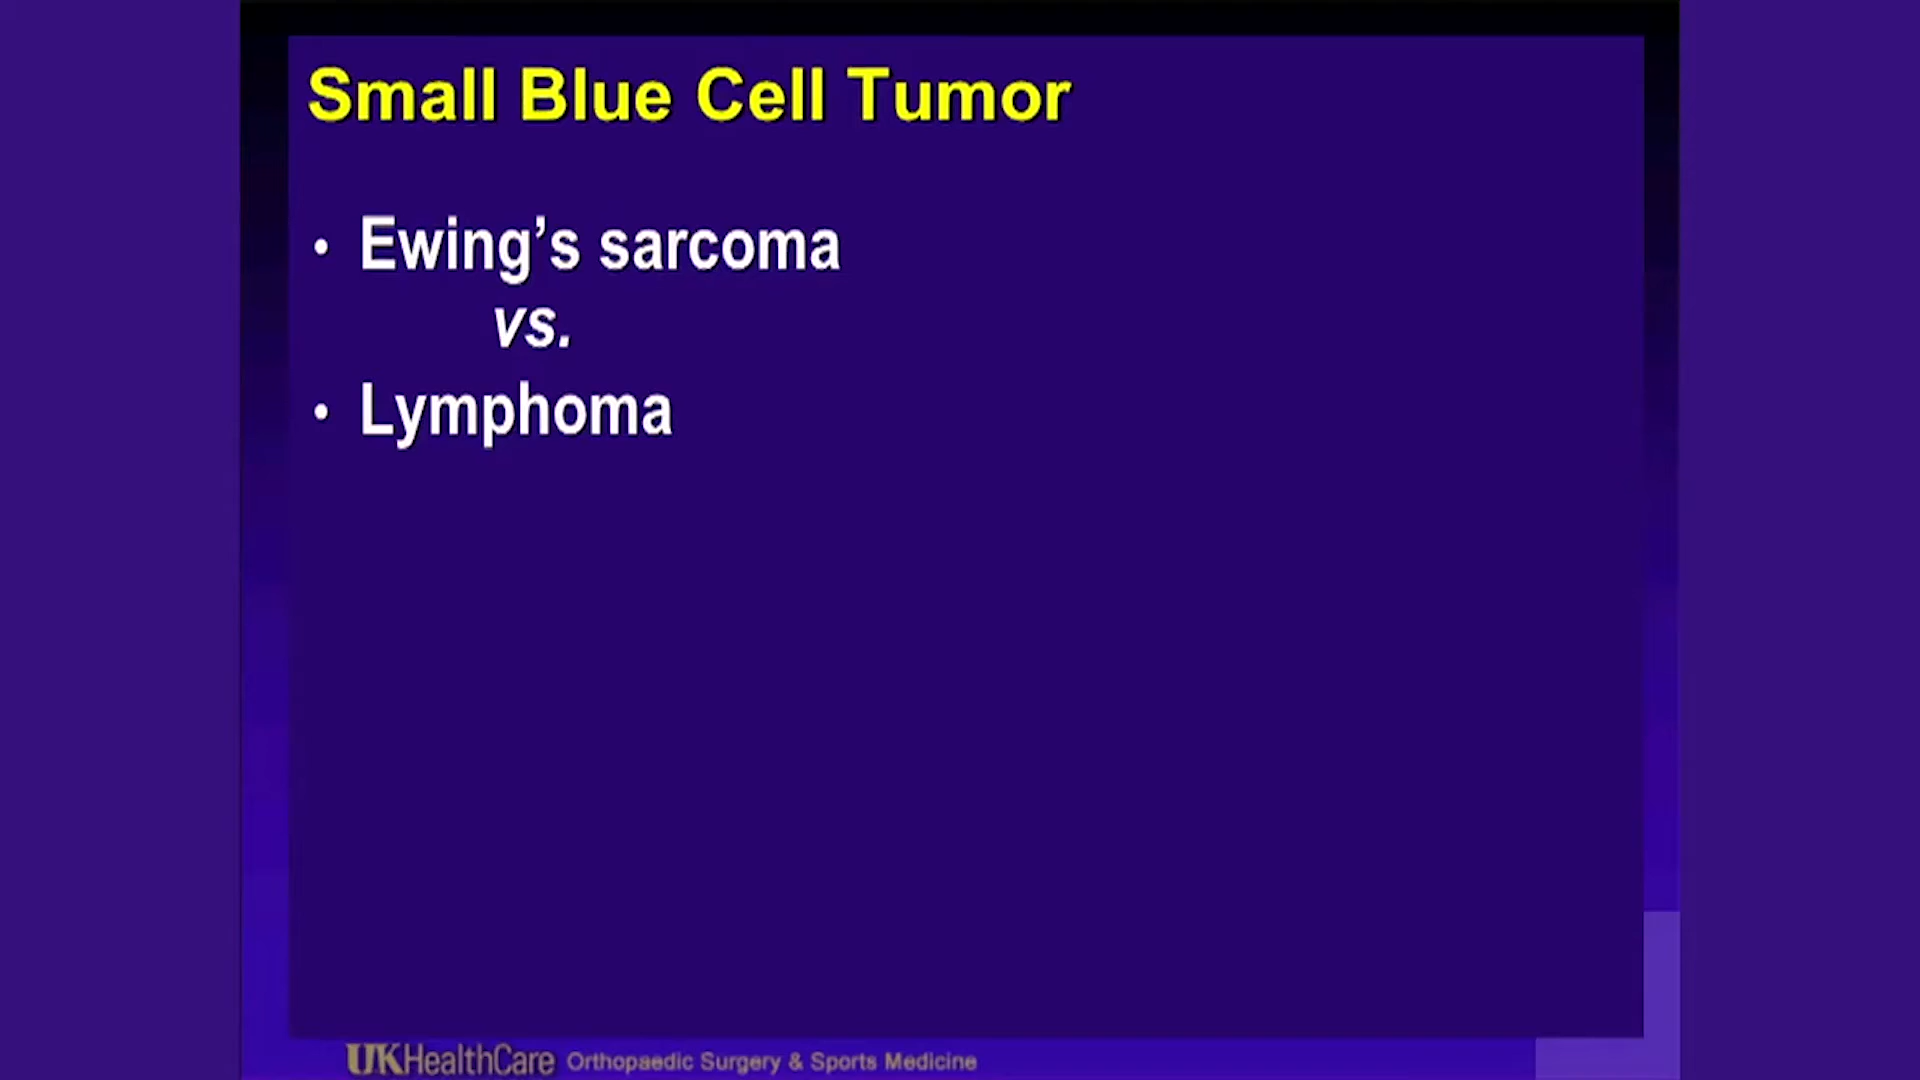 Small Blue Cell Tumor
• Ewing’s sarcoma
vs.
• Lymphoma
UKHealthCare Orthopaedic Surgery & Sports Medicine